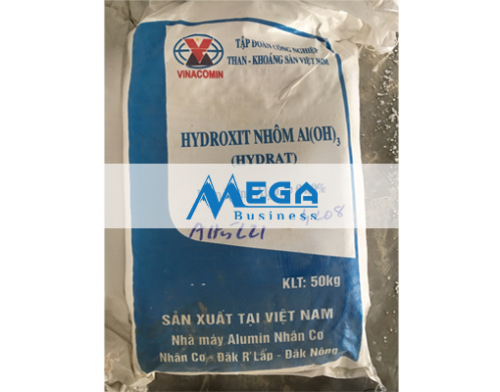 VINACOMIN
TẬP ĐOÀN CÔNG NGHIỆP
THAN - KHOÁNG SẢN VIỆT NAM
HYDROXIT NHÔM Al(OH)₃
(HYDRAT)
MEGA
Business
KLT: 50kg
SẢN XUẤT TẠI VIỆT NAM
Nhà máy Alumin Nhân Cơ
Nhân Cơ - Đăk R'Lấp - Đăk Nông